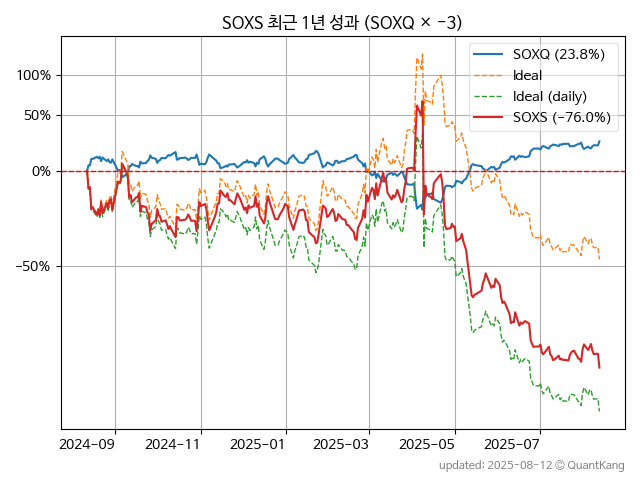 SOXS 최근 1년 성과 (SOXQ × −3)
100%
50%
0%
−50%
SOXQ (23.8%)
Ideal
Ideal (daily)
SOXS (−76.0%)
2024-09
2024-11
2025-01
2025-03
2025-05
2025-07
updated: 2025-08-12 © QuantKang